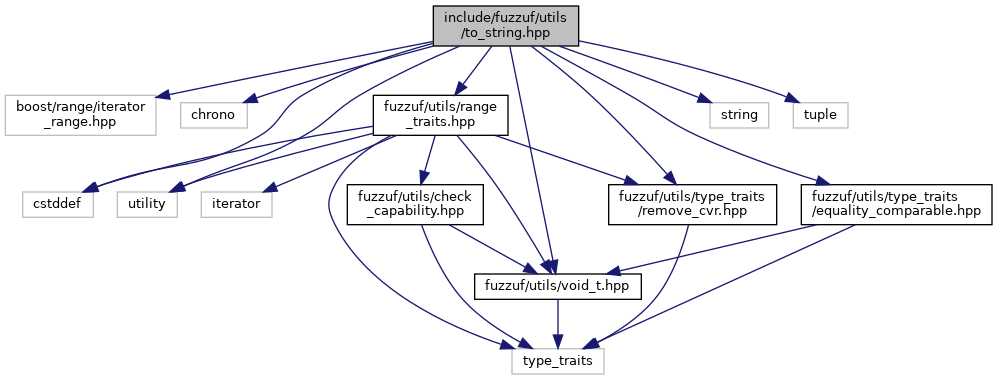 include/fuzzuf/utils
/to_string.hpp
boost/range/iterator
_range.hpp
chrono
fuzzuf/utils/range
_traits.hpp
string
tuple
cstddef
utility
iterator
fuzzuf/utils/check
_capability.hpp
fuzzuf/utils/type_traits
/remove_cvr.hpp
fuzzuf/utils/type_traits
/equality_comparable.hpp
fuzzuf/utils/void_t.hpp
type_traits